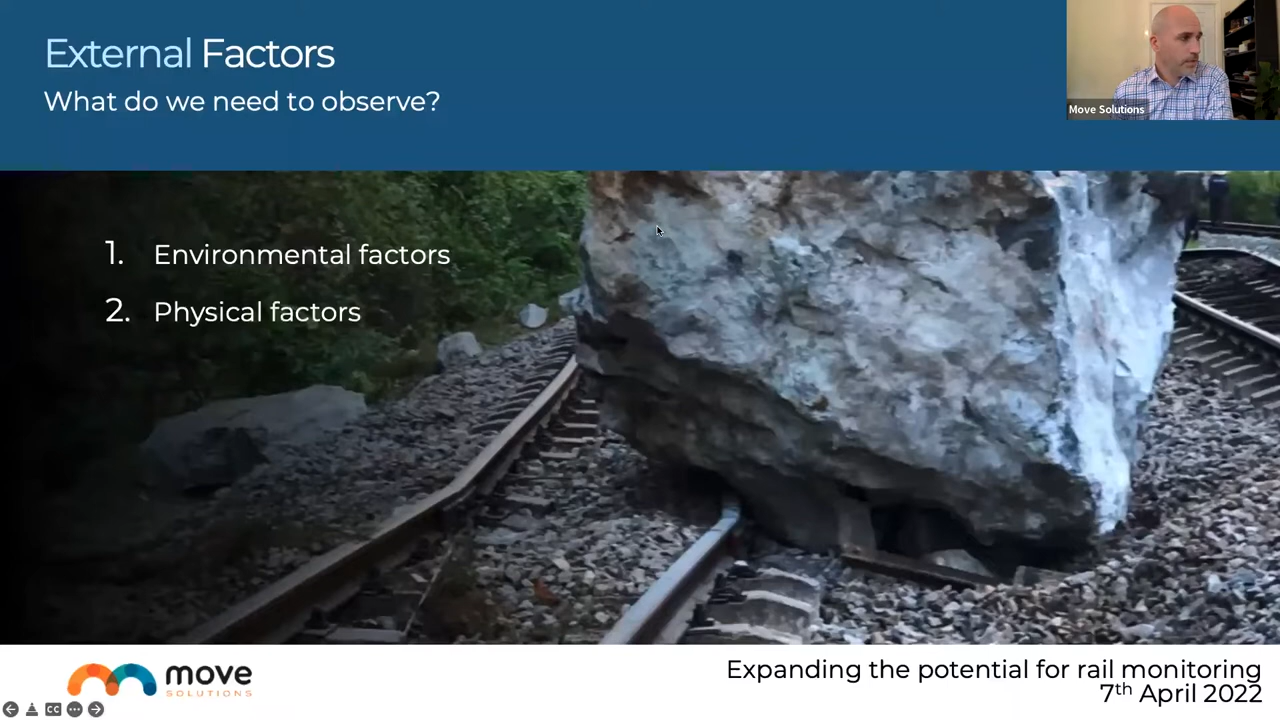 External Factors
What do we need to observe?
Move Solutions
1. Environmental factors
2. Physical factors
move
SOLUTIONS
CC
Expanding the potential for rail monitoring
7th April 2022